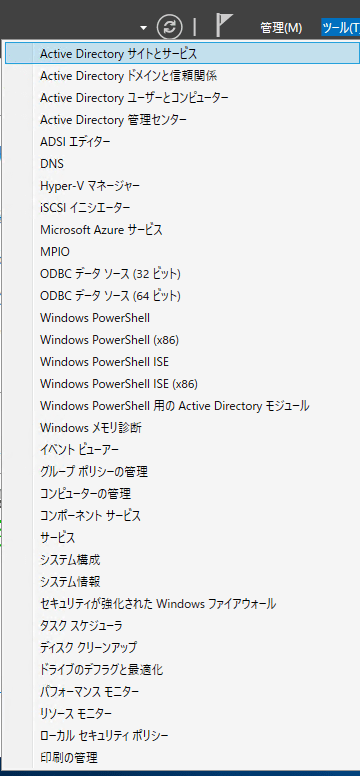 管理(M) ツール(T)
Active Directory サイトとサービス
Active Directory ドメインと信頼関係
Active Directory ユーザーとコンピューター
Active Directory 管理センター
ADSI エディター
DNS
Hyper-V マネージャー
iSCSI イニシエーター
Microsoft Azure サービス
MPIO
ODBC データ ソース (32 ビット)
ODBC データ ソース (64 ビット)
Windows PowerShell
Windows PowerShell (x86)
Windows PowerShell ISE
Windows PowerShell ISE (x86)
Windows PowerShell 用の Active Directory モジュール
Windows メモリ診断
イベント ビューアー
グループ ポリシーの管理
コンピューターの管理
コンポーネント サービス
サービス
システム構成
システム情報
セキュリティが強化された Windows ファイアウォール
タスク スケジューラ
ディスク クリーンアップ
ドライブのデフラグと最適化
パフォーマンス モニター
リソース モニター
ローカル セキュリティ ポリシー
印刷の管理